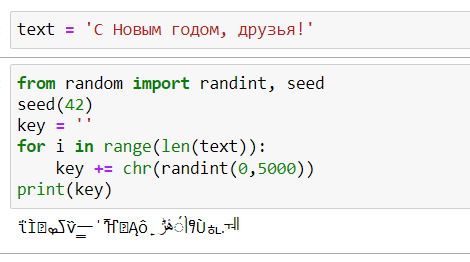 text = 'С Новым годом, друзья!'
from random import randint, seed
seed(42)
key = ''
for i in range(len(text)):
    key += chr(randint(0,5000))
print(key)